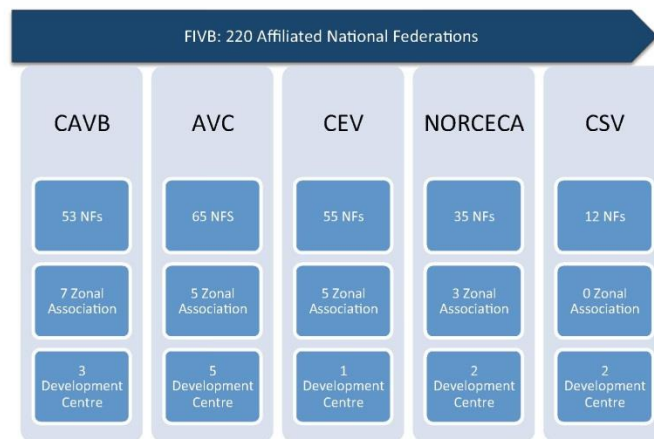 FIVB: 220 Affiliated National Federations
CAVB
53 NFs
7 Zonal
Association
3
Development
Centre
AVC
65 NFS
5 Zonal
Association
5
Development
Centre
CEV
55 NFs
5 Zonal
Association
1
Development
Centre
NORCECA
35 NFs
3 Zonal
Association
2
Development
Centre
CSV
12 NFs
0 Zonal
Association
2
Development
Centre